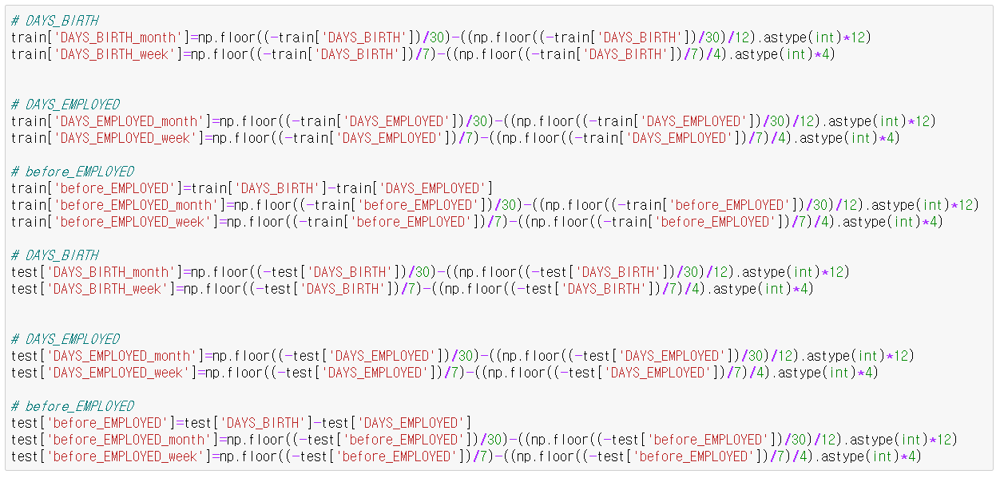 # DAYS_BIRTH
train['DAYS_BIRTH_month']=np.floor((-train['DAYS_BIRTH'])/30)-((np.floor((-train['DAYS_BIRTH'])/30)/12).astype(int)*12)
train['DAYS_BIRTH_week']=np.floor((-train['DAYS_BIRTH'])/7)-((np.floor((-train['DAYS_BIRTH'])/7)/4).astype(int)*4)
# DAYS_EMPLOYED
train['DAYS_EMPLOYED_month']=np.floor((-train['DAYS_EMPLOYED'])/30)-((np.floor((-train['DAYS_EMPLOYED'])/30)/12).astype(int)*12)
train['DAYS_EMPLOYED_week']=np.floor((-train['DAYS_EMPLOYED'])/7)-((np.floor((-train['DAYS_EMPLOYED'])/7)/4).astype(int)*4)
# before_EMPLOYED
train['before_EMPLOYED']=train['DAYS_BIRTH']-train['DAYS_EMPLOYED']
train['before_EMPLOYED_month']=np.floor((-train['before_EMPLOYED'])/30)-((np.floor((-train['before_EMPLOYED'])/30)/12).astype(int)*12)
train['before_EMPLOYED_week']=np.floor((-train['before_EMPLOYED'])/7)-((np.floor((-train['before_EMPLOYED'])/7)/4).astype(int)*4)
# DAYS_BIRTH
test['DAYS_BIRTH_month']=np.floor((-test['DAYS_BIRTH'])/30)-((np.floor((-test['DAYS_BIRTH'])/30)/12).astype(int)*12)
test['DAYS_BIRTH_week']=np.floor((-test['DAYS_BIRTH'])/7)-((np.floor((-test['DAYS_BIRTH'])/7)/4).astype(int)*4)
# DAYS_EMPLOYED
test['DAYS_EMPLOYED_month']=np.floor((-test['DAYS_EMPLOYED'])/30)-((np.floor((-test['DAYS_EMPLOYED'])/30)/12).astype(int)*12)
test['DAYS_EMPLOYED_week']=np.floor((-test['DAYS_EMPLOYED'])/7)-((np.floor((-test['DAYS_EMPLOYED'])/7)/4).astype(int)*4)
# before_EMPLOYED
test['before_EMPLOYED']=test['DAYS_BIRTH']-test['DAYS_EMPLOYED']
test['before_EMPLOYED_month']=np.floor((-test['before_EMPLOYED'])/30)-((np.floor((-test['before_EMPLOYED'])/30)/12).astype(int)*12)
test['before_EMPLOYED_week']=np.floor((-test['before_EMPLOYED'])/7)-((np.floor((-test['before_EMPLOYED'])/7)/4).astype(int)*4)